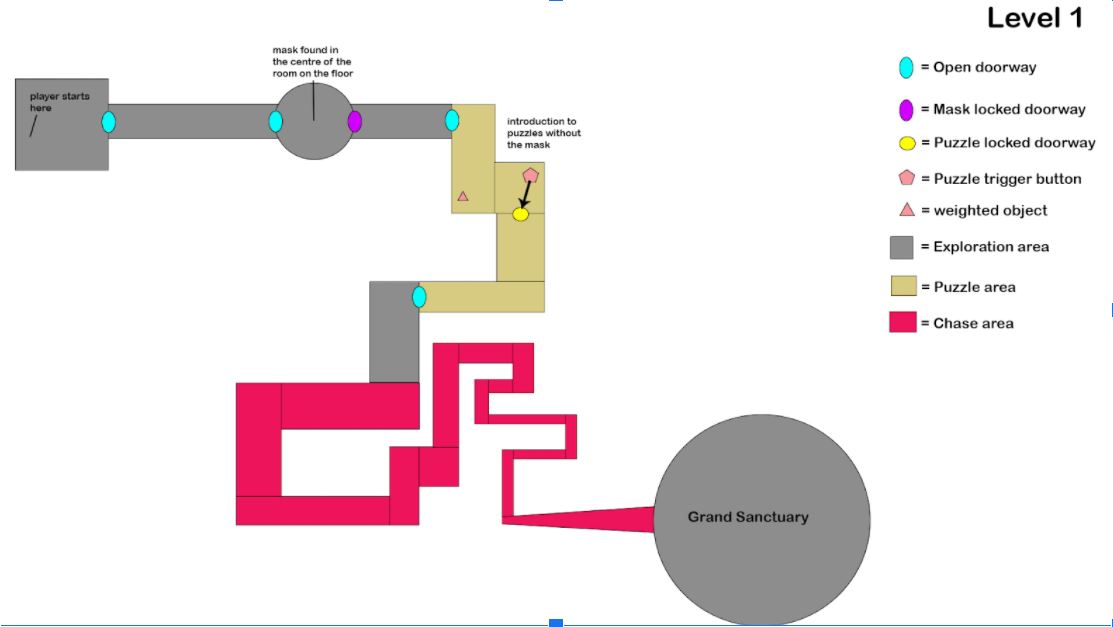 Level 1
mask found in
the centre of the
room on the floor
player starts
here
introduction to
puzzles without
the mask
= Open doorway
= Mask locked doorway
= Puzzle locked doorway
= Puzzle trigger button
= weighted object
= Exploration area
= Puzzle area
= Chase area
Grand Sanctuary